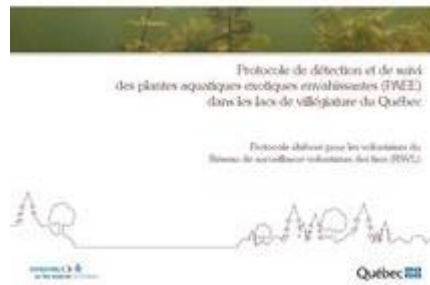 Protocole de détection et de suivi
des plantes aquatiques exotiques envahissantes (PAEE)
dans les lacs de villégiature du Québec
Protocole élaboré pour les volontaires du
Réseau de surveillance volontaire des lacs (RSVL)
Québec